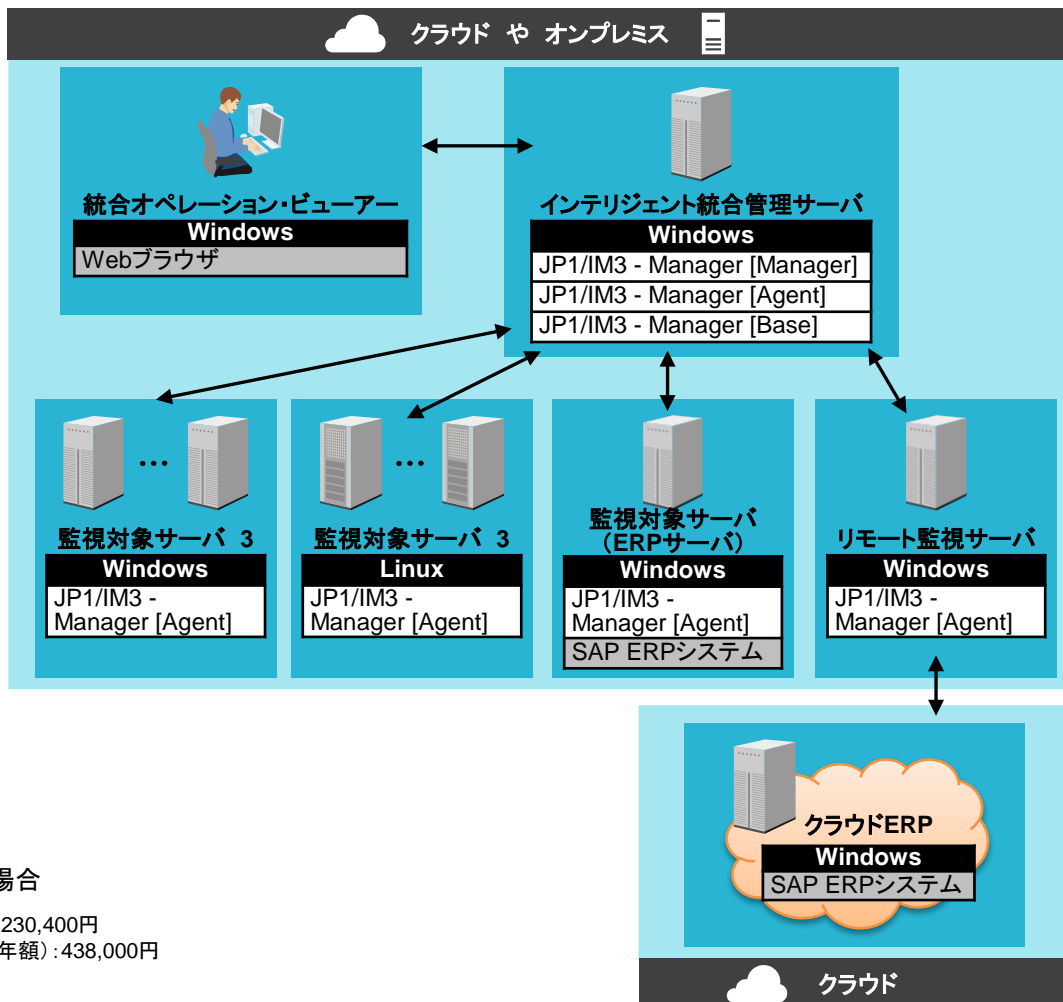 クラウド や オンプレミス
統合オペレーション・ビューアー
Windows
Webブラウザ
インテリジェント統合管理サーバ
Windows
JP1/IM3 - Manager [Manager]
JP1/IM3 - Manager [Agent]
JP1/IM3 - Manager [Base]
…
監視対象サーバ 3
Windows
JP1/IM3 -
Manager [Agent]
…
監視対象サーバ 3
Linux
JP1/IM3 -
Manager [Agent]
監視対象サーバ
（ERPサーバ）
Windows
JP1/IM3 -
Manager [Agent]
SAP ERPシステム
リモート監視サーバ
Windows
JP1/IM3 -
Manager [Agent]
クラウドERP
Windows
SAP ERPシステム
クラウド
場合
230,400円
年額）：438,000円